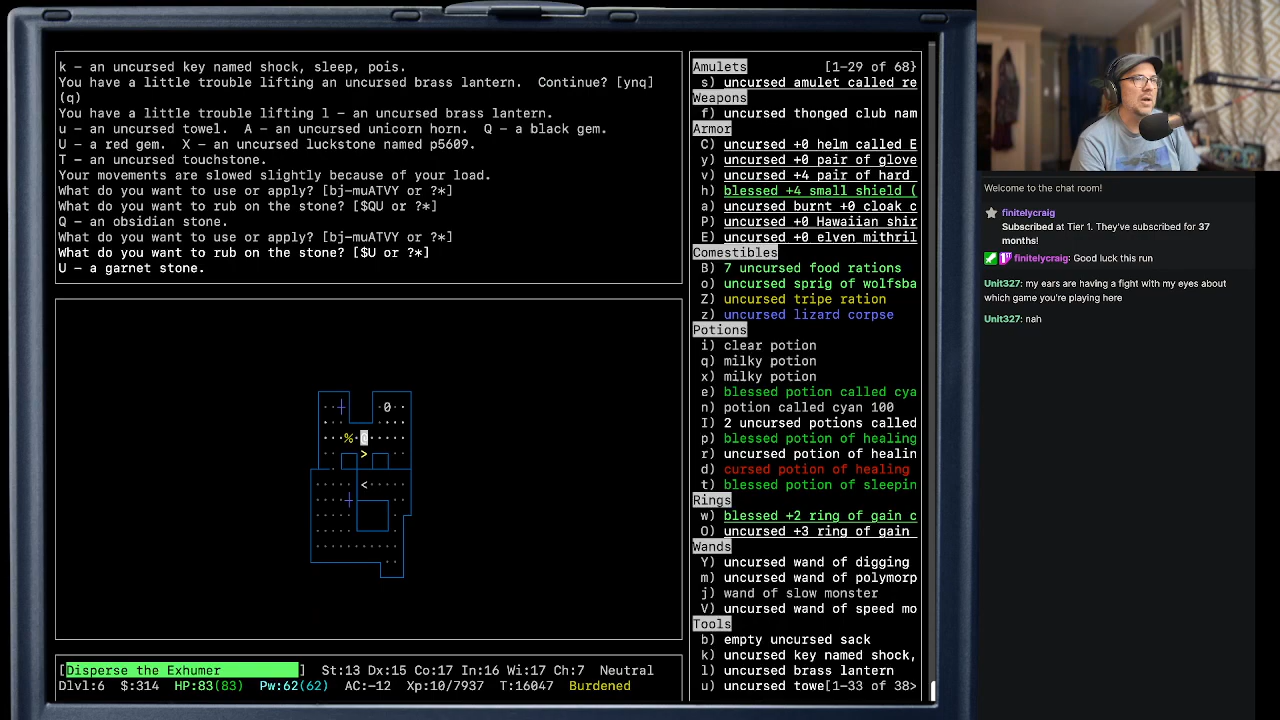 k - an uncursed key named shock, sleep, pois.
You have a little trouble lifting an uncursed brass lantern.  Continue? [ynq]
(q)
You have a little trouble lifting l - an uncursed brass lantern.
u - an uncursed towel.  A - an uncursed unicorn horn.  Q - a black gem.
U - a red gem.  X - an uncursed luckstone named p5609.
T - an uncursed touchstone.
Your movements are slowed slightly because of your load.
What do you want to use or apply? [bj-muATVY or ?*]
What do you want to rub on the stone? [$QU or ?*]
Q - an obsidian stone.
What do you want to use or apply? [bj-muATVY or ?*]
What do you want to rub on the stone? [$U or ?*]
U - a garnet stone.
[Disperse the Exhumer ] St:13 Dx:15 Co:17 In:16 Wi:17 Ch:7 Neutral
Dlvl:6 $:314 HP:83(83) Pw:62(62) AC:-12 Xp:10/7937 T:16047 Burdened
Amulets [1-29 of 68}
s) uncursed amulet called re
Weapons
f) uncursed thonged club nam
Armor
C) uncursed +0 helm called E
y) uncursed +0 pair of glove
v) uncursed +4 pair of hard
h) blessed +4 small shield (
a) uncursed burnt +0 cloak c
P) uncursed +0 Hawaiian shir
E) uncursed +0 elven mithril
Comestibles
B) 7 uncursed food rations
o) uncursed sprig of wolfsba
Z) uncursed tripe ration
z) uncursed lizard corpse
Potions
i) clear potion
q) milky potion
x) milky potion
e) blessed potion called cya
n) potion called cyan 100
I) 2 uncursed potions called
p) blessed potion of healing
r) uncursed potion of healin
d) cursed potion of healing
t) blessed potion of sleepin
Rings
w) blessed +2 ring of gain c
O) uncursed +3 ring of gain
Wands
Y) uncursed wand of digging
m) uncursed wand of polymorp
j) wand of slow monster
V) uncursed wand of speed mo
Tools
b) empty uncursed sack
k) uncursed key named shock,
l) uncursed brass lantern
u) uncursed towe[1-33 of 38>
Welcome to the chat room!
finitelycraig
Subscribed at Tier 1. They've subscribed for 37
months!
finitelycraig: Good luck this run
Unit327: my ears are having a fight with my eyes about
which game you're playing here
Unit327: nah